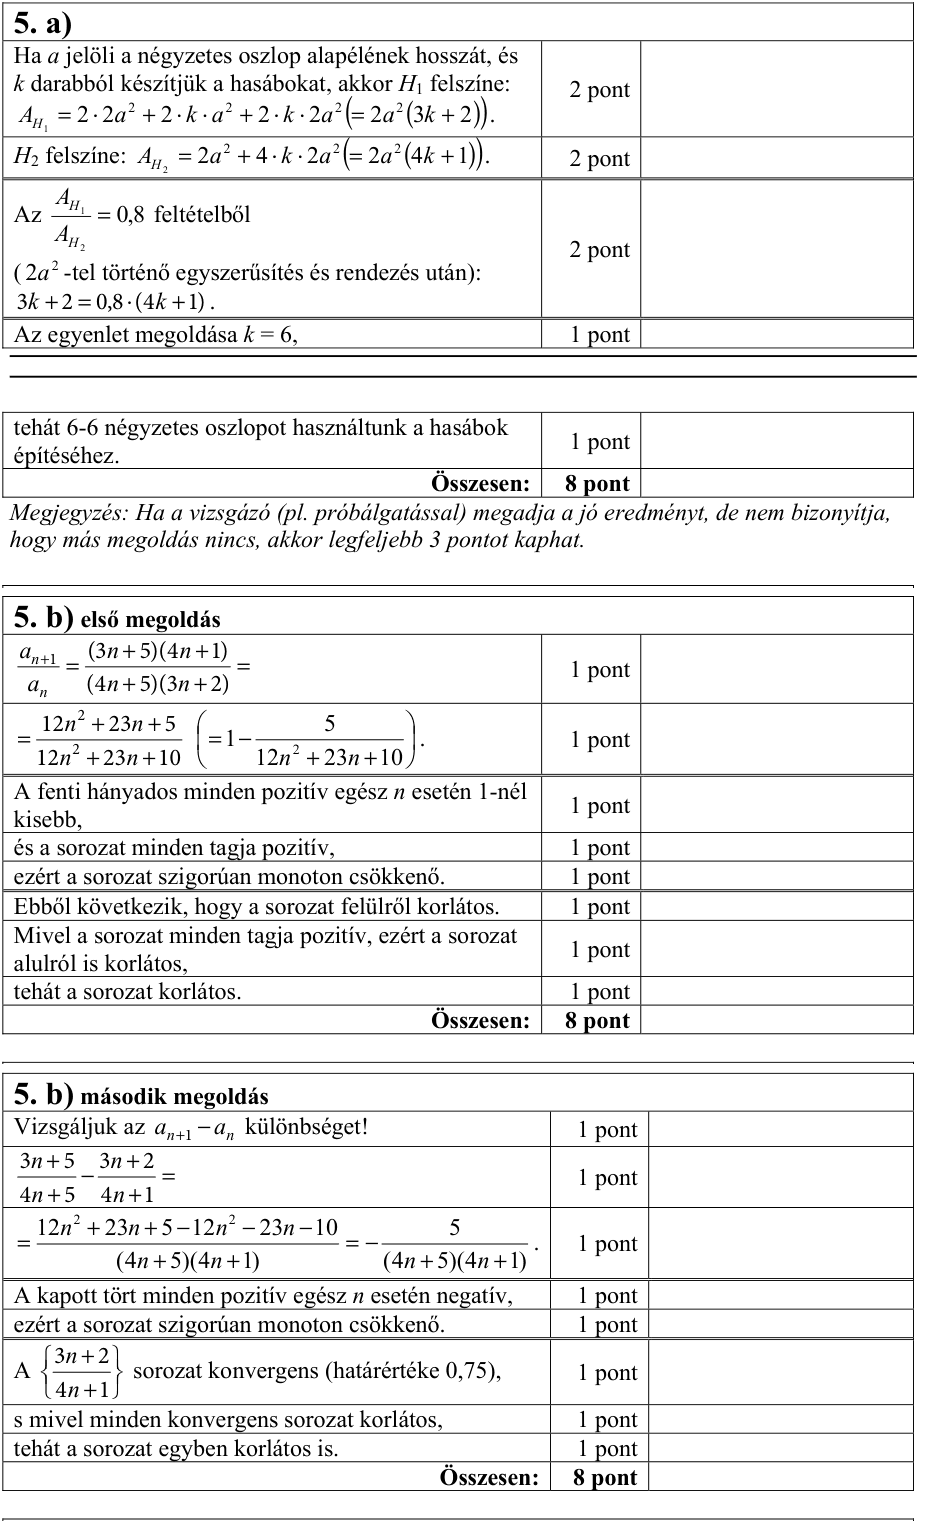 5. a)
Ha a jelöli a négyzetes oszlop alapélének hosszát, és
k darabból készítjük a hasábokat, akkor H₁ felszíne:
A_{H₁} = 2·2a² + 2·k·a² + 2·k·2a² (= 2a²(3k + 2)).
2 pont
H₂ felszíne: A_{H₂} = 2a² + 4·k·2a² (= 2a²(4k + 1)).
2 pont
Az A_{H₁}/A_{H₂} = 0,8 feltételből
(2a²-tel történő egyszerűsítés és rendezés után):
3k + 2 = 0,8·(4k + 1).
2 pont
Az egyenlet megoldása k = 6,
1 pont
tehát 6-6 négyzetes oszlopot használtunk a hasábok
építéséhez.
1 pont
Összesen: 8 pont
Megjegyzés: Ha a vizsgázó (pl. próbálgatással) megadja a jó eredményt, de nem bizonyítja,
hogy más megoldás nincs, akkor legfeljebb 3 pontot kaphat.
5. b) első megoldás
a_{n+1}/a_n = (3n+5)(4n+1)/(4n+5)(3n+2) =
1 pont
= (12n² + 23n + 5)/(12n² + 23n + 10) (= 1 − 5/(12n² + 23n + 10)).
1 pont
A fenti hányados minden pozitív egész n esetén 1-nél
kisebb,
1 pont
és a sorozat minden tagja pozitív,
1 pont
ezért a sorozat szigorúan monoton csökkenő.
1 pont
Ebből következik, hogy a sorozat felülről korlátos.
1 pont
Mivel a sorozat minden tagja pozitív, ezért a sorozat
alulról is korlátos,
1 pont
tehát a sorozat korlátos.
1 pont
Összesen: 8 pont
5. b) második megoldás
Vizsgáljuk az a_{n+1} − a_n különbséget!
1 pont
(3n+5)/(4n+5) − (3n+2)/(4n+1) =
1 pont
= (12n² + 23n + 5 − 12n² − 23n − 10)/((4n+5)(4n+1)) = − 5/((4n+5)(4n+1)).
1 pont
A kapott tört minden pozitív egész n esetén negatív,
1 pont
ezért a sorozat szigorúan monoton csökkenő.
1 pont
A {(3n+2)/(4n+1)} sorozat konvergens (határértéke 0,75),
1 pont
s mivel minden konvergens sorozat korlátos,
1 pont
tehát a sorozat egyben korlátos is.
1 pont
Összesen: 8 pont